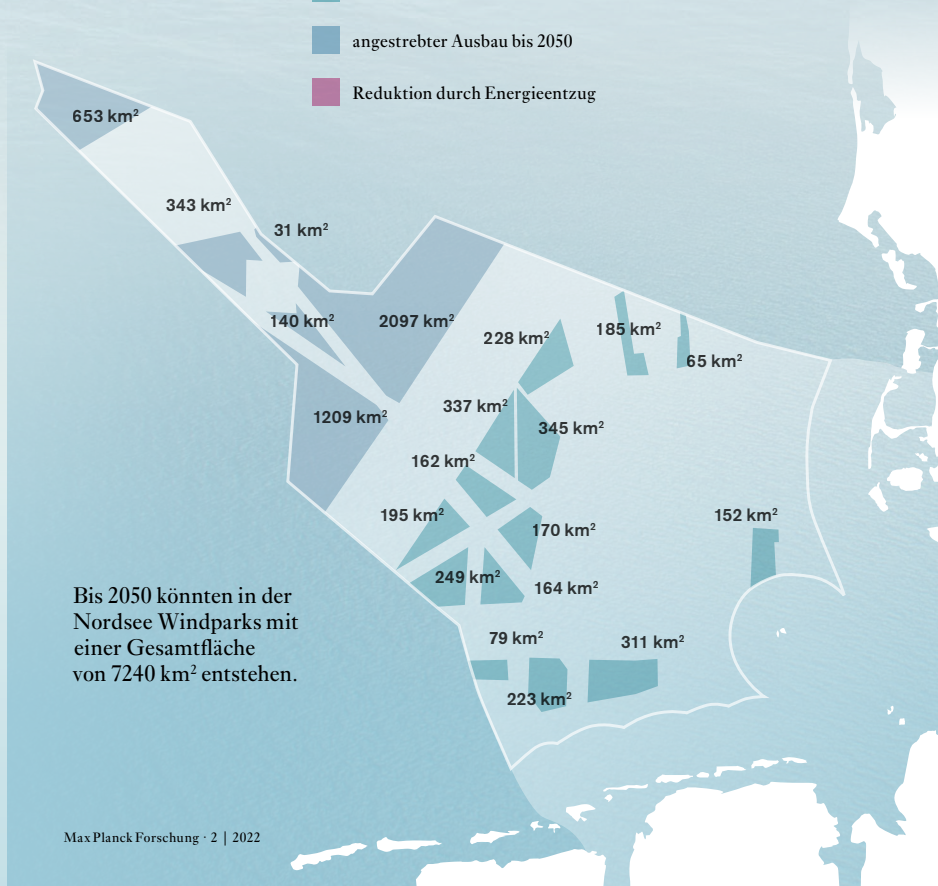 angestrebter Ausbau bis 2050
Reduktion durch Energieentzug
653 km²
343 km²
31 km²
140 km²
2097 km²
228 km²
185 km²
65 km²
337 km²
345 km²
1209 km²
162 km²
195 km²
170 km²
152 km²
249 km²
164 km²
79 km²
311 km²
223 km²
Bis 2050 könnten in der
Nordsee Windparks mit
einer Gesamtfläche
von 7240 km² entstehen.
MaxPlanckForschung · 2 | 2022